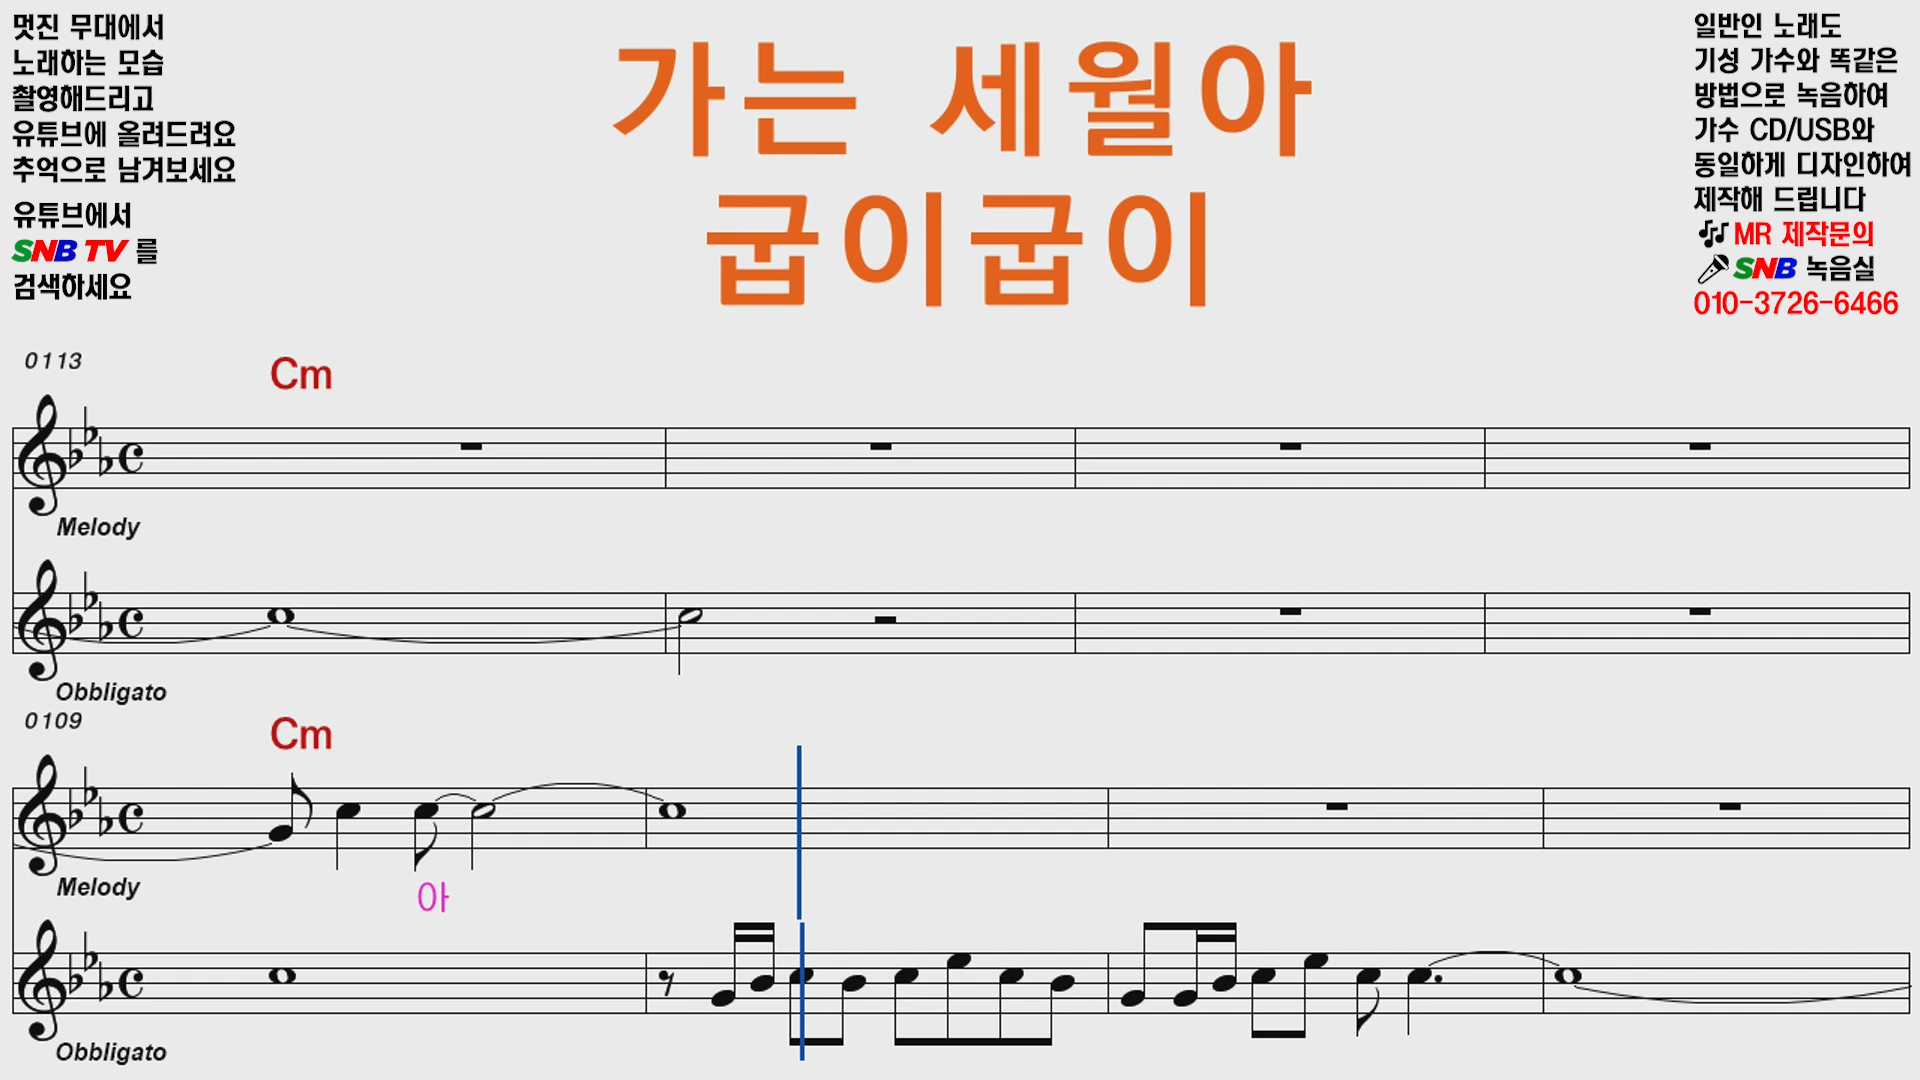 멋진 무대에서
노래하는 모습
촬영해드리고
유튜브에 올려드려요
추억으로 남겨보세요
유튜브에서
SNB TV 를
검색하세요
가는 세월아
굽이굽이
일반인 노래도
기성 가수와 똑같은
방법으로 녹음하여
가수 CD/USB와
동일하게 디자인하여
제작해 드립니다
MR 제작문의
SNB 녹음실
010-3726-6466
0113
Cm
Melody
Obbligato
0109
Cm
Melody
아
Obbligato